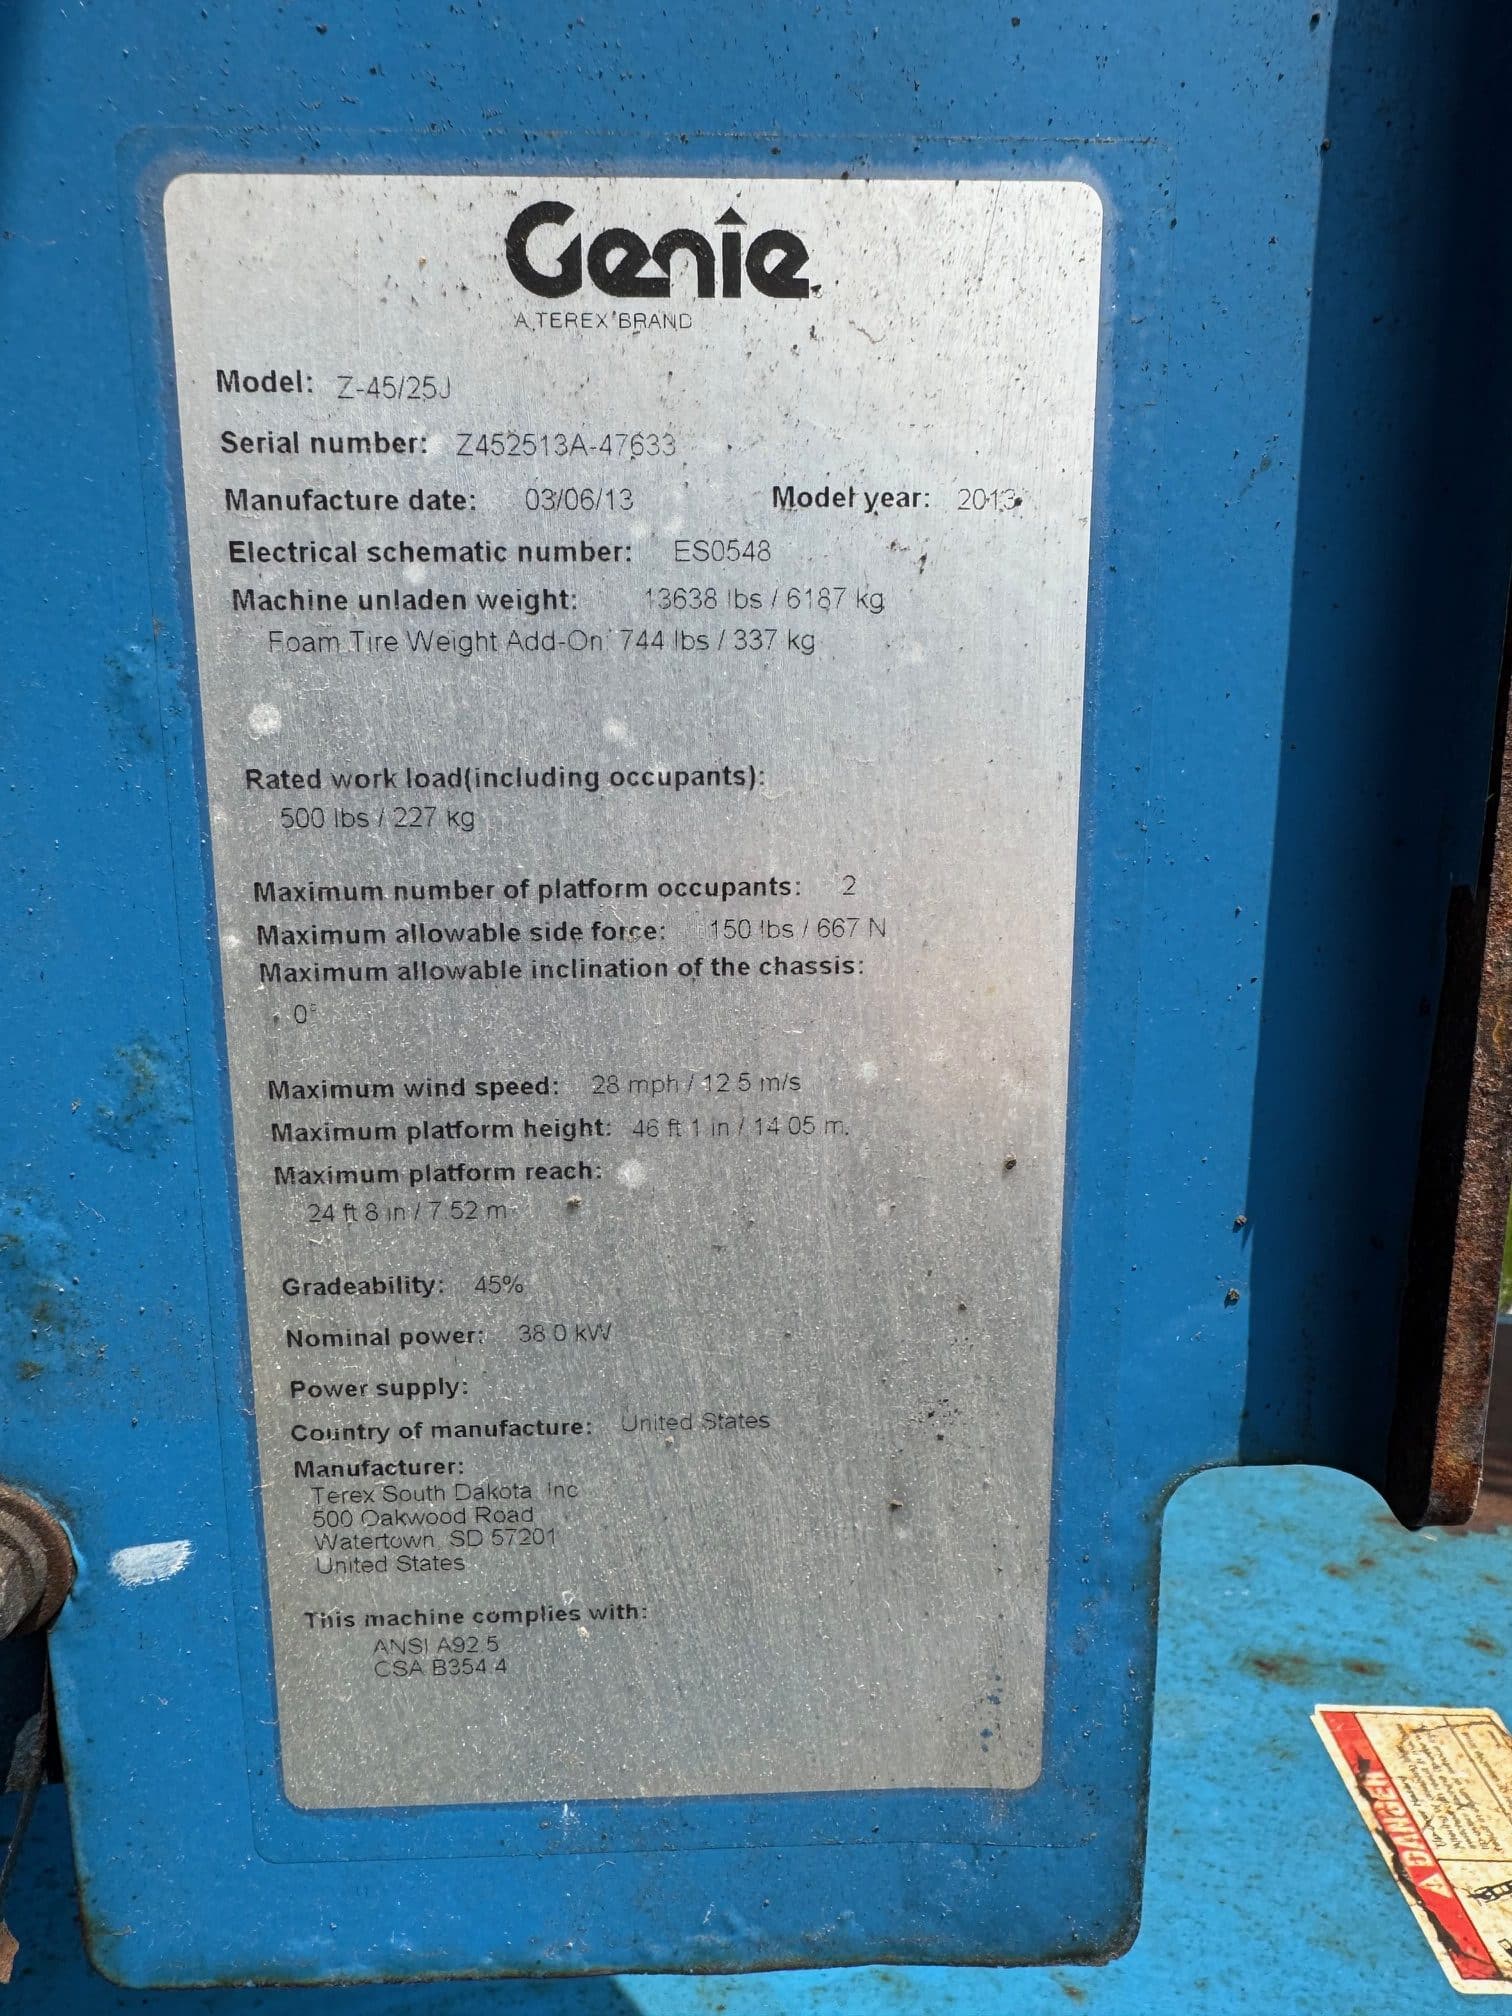 Genie
A TEREX BRAND
Model: Z-45/25J
Serial number: Z452513A-47633
Manufacture date: 03/06/13 Model year: 2013
Electrical schematic number: ES0548
Machine unladen weight: 13638 lbs / 6187 kg
Foam Tire Weight Add-On 744 lbs / 337 kg
Rated work load(including occupants):
500 lbs / 227 kg
Maximum number of platform occupants: 2
Maximum allowable side force: 150 lbs / 667 N
Maximum allowable inclination of the chassis:
0°
Maximum wind speed: 28 mph / 12.5 m/s
Maximum platform height: 46 ft 1 in / 14.05 m.
Maximum platform reach:
24 ft 8 in / 7.52 m
Gradeability: 45%
Nominal power: 38.0 kW
Power supply:
Country of manufacture: United States
Manufacturer:
Terex South Dakota Inc
500 Oakwood Road
Watertown SD 57201
United States
This machine complies with:
ANSI A92.5
CSA B354.4
DANGER